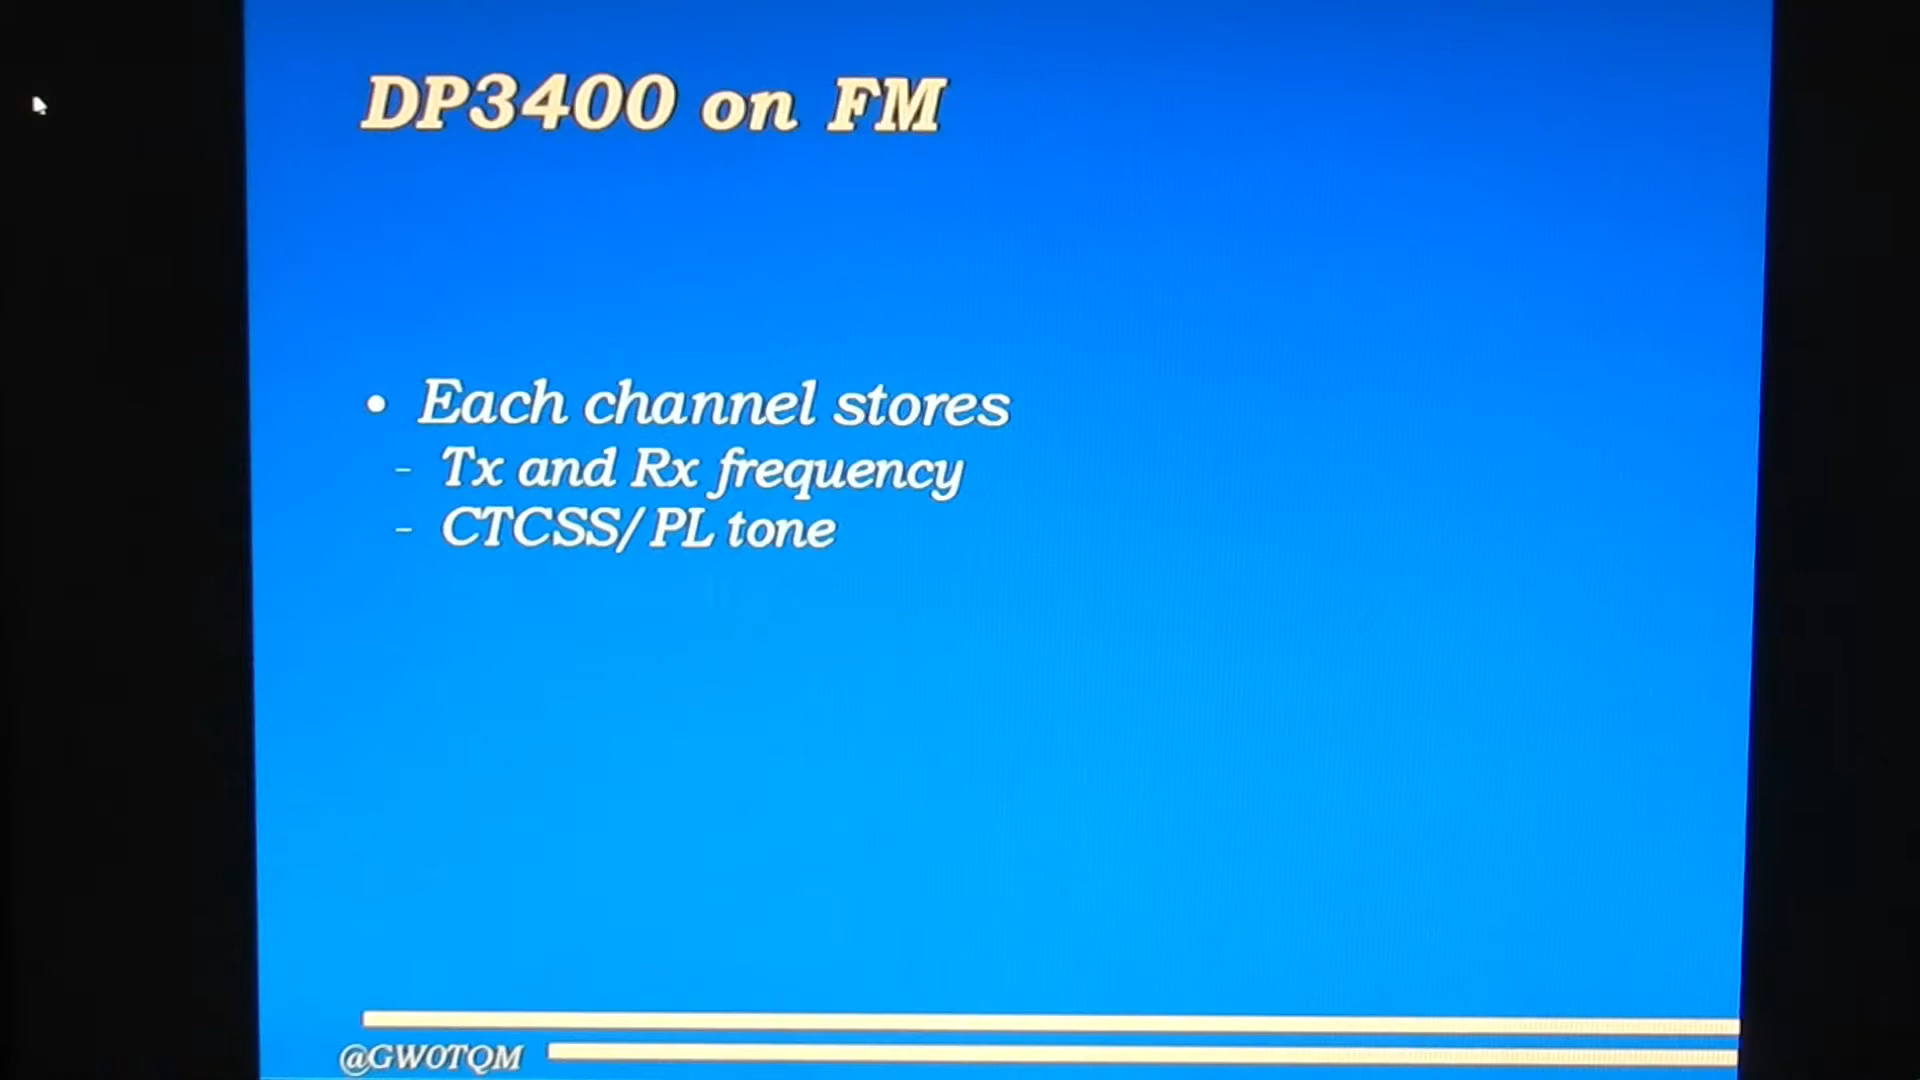 DP3400 on FM
• Each channel stores
- Tx and Rx frequency
- CTCSS/PL tone
@GW0TQM